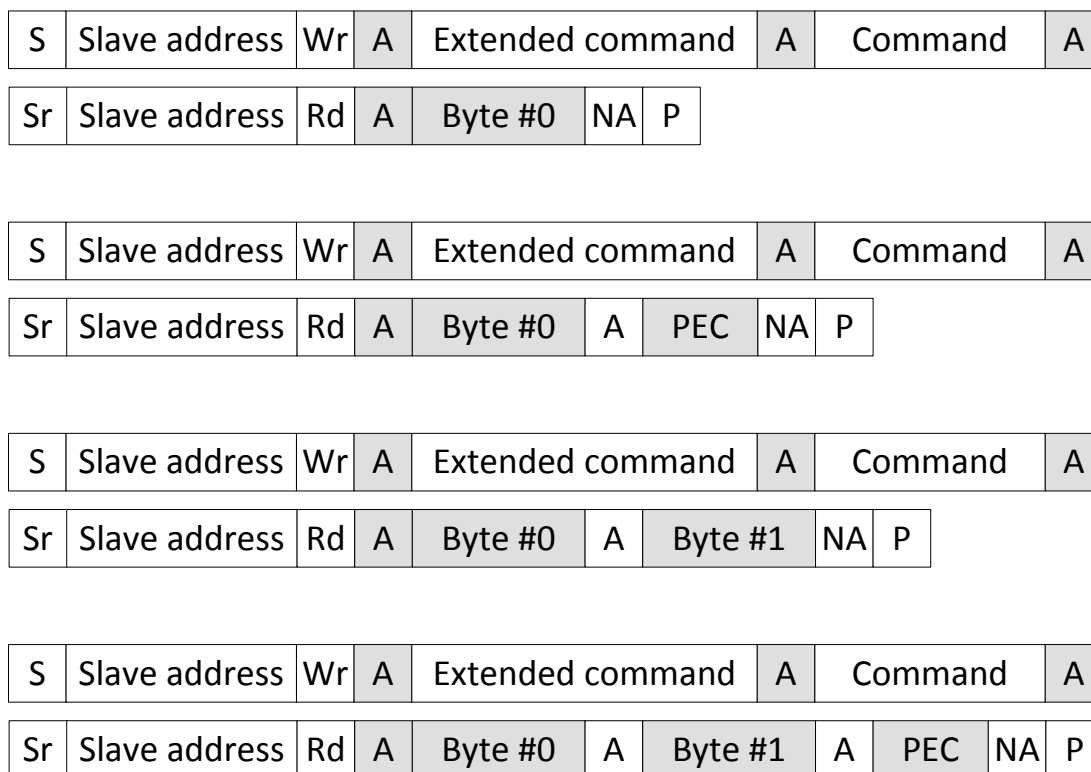 S Slave address Wr A Extended command A Command A
Sr Slave address Rd A Byte #0 NA P
S Slave address Wr A Extended command A Command A
Sr Slave address Rd A Byte #0 A PEC NA P
S Slave address Wr A Extended command A Command A
Sr Slave address Rd A Byte #0 A Byte #1 NA P
S Slave address Wr A Extended command A Command A
Sr Slave address Rd A Byte #0 A Byte #1 A PEC NA P